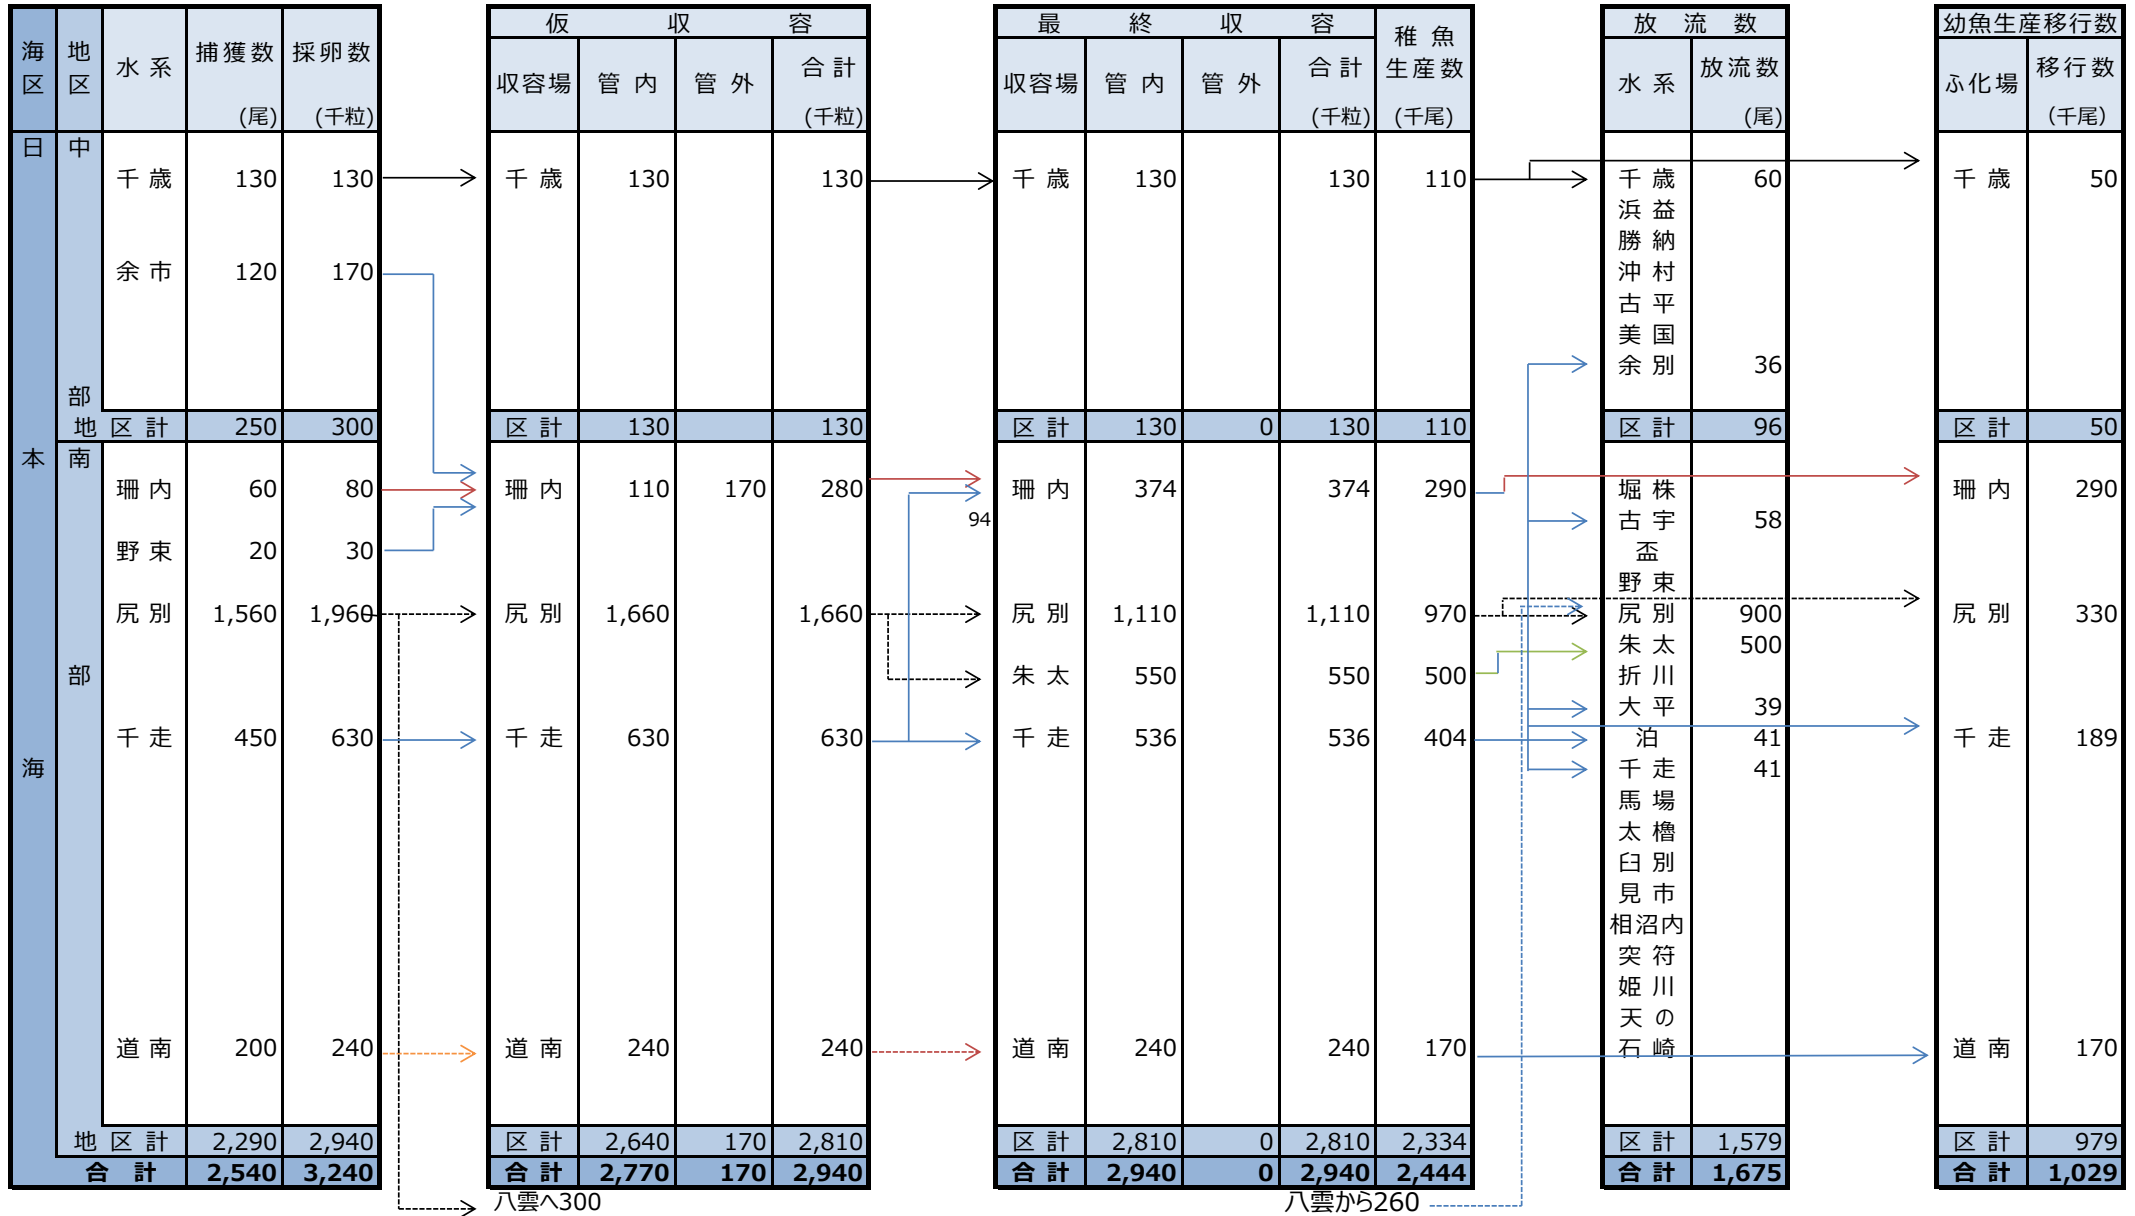 仮 収 容
最 終 収 容
放 流 数
幼魚生産移行数
海区 地区 水 系 捕獲数 (尾) 採卵数 (千粒)
収容場 管 内 管 外 合 計 (千粒)
収容場 管 内 管 外 合 計 (千粒) 稚 魚 生産数 (千尾)
水 系 放流数 (尾)
ふ化場 移行数 (千尾)
日 中
千 歳 130 130 千 歳 130 130 千 歳 130 130 110 千 歳 60 千 歳 50
浜 益
勝 納
余 市 120 170 沖 村
古 平
美 国
余 別 36
部
地 区 計 250 300 区 計 130 130 区 計 130 0 130 110 区 計 96 区 計 50
本 南
珊 内 60 80 珊 内 110 170 280 珊 内 374 374 290 堀 株 珊 内 290
94 古 宇 58
野 束 20 30 盃
野 束
尻 別 1,560 1,960 尻 別 1,660 1,660 尻 別 1,110 1,110 970 尻 別 900 尻 別 330
朱 太 500
部 朱 太 550 550 500 折 川
大 平 39
千 走 450 630 千 走 630 630 千 走 536 536 404 泊 41 千 走 189
海 千 走 41
馬 場
太 櫓
臼 別
見 市
相沼内
突 符
姫 川
天 の
道 南 200 240 道 南 240 240 道 南 240 240 170 石 崎 道 南 170
地 区 計 2,290 2,940 区 計 2,640 170 2,810 区 計 2,810 0 2,810 2,334 区 計 1,579 区 計 979
合 計 2,540 3,240 合 計 2,770 170 2,940 合 計 2,940 0 2,940 2,444 合 計 1,675 合 計 1,029
八雲へ300 八雲から260